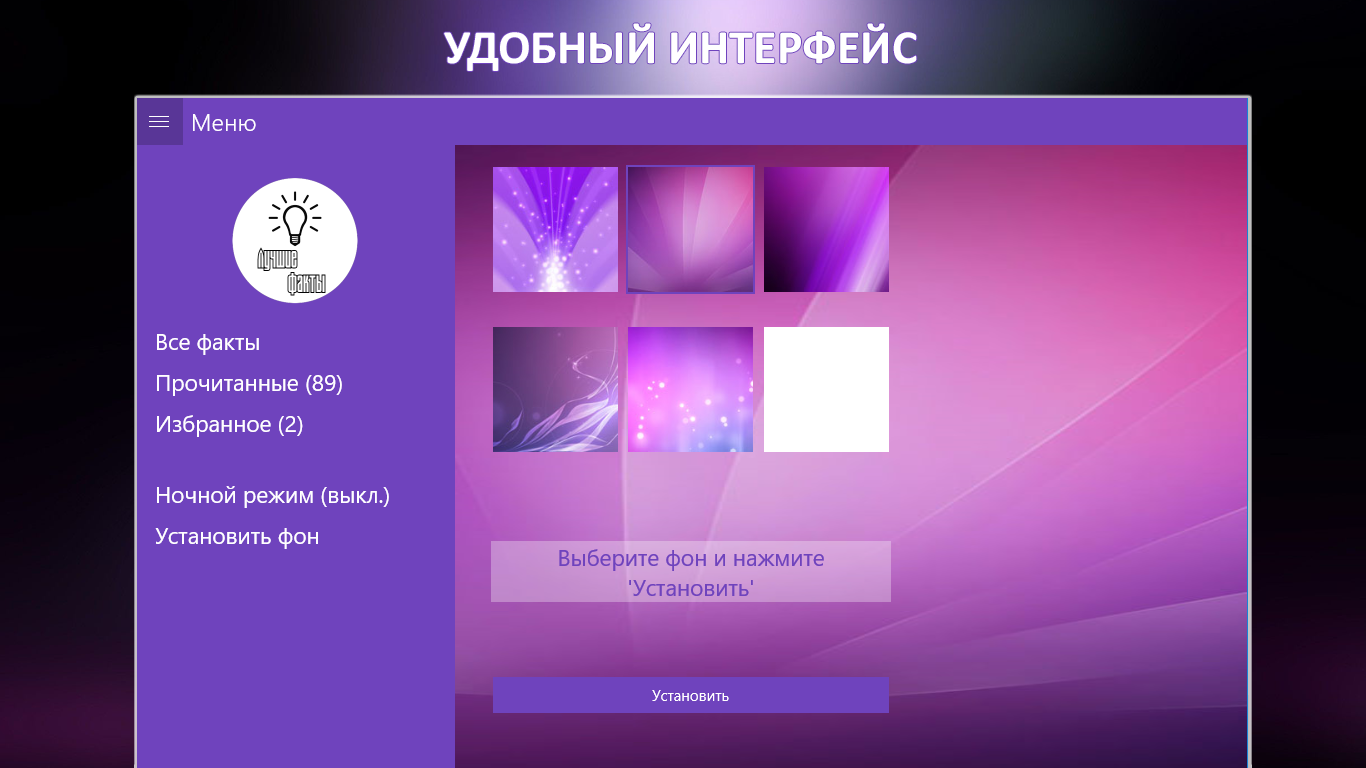 УДОБНЫЙ ИНТЕРФЕЙС
Меню
Лучшие
факты
Все факты
Прочитанные (89)
Избранное (2)
Ночной режим (выкл.)
Установить фон
Выберите фон и нажмите
'Установить'
Установить